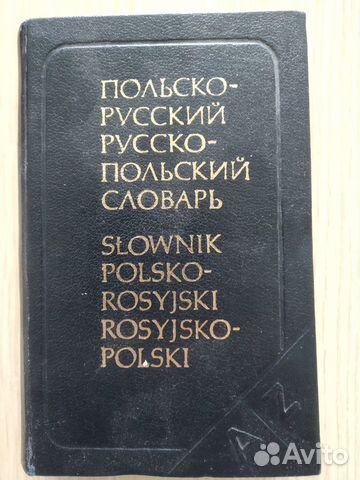 ПОЛЬСКО-
РУССКИЙ
РУССКО-
ПОЛЬСКИЙ
СЛОВАРЬ
SŁOWNIK
POLSKO-
ROSYJSKI
ROSYJSKO-
POLSKI
A/Z
Avito